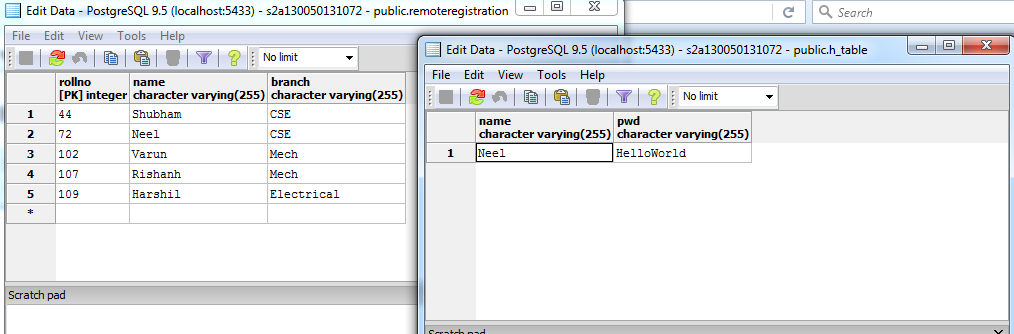 Edit Data - PostgreSQL 9.5 (localhost:5433) - s2a130050131072 - public.remoteregistration
File Edit View Tools Help
No limit
rollno name branch
[PK] integer character varying(255) character varying(255)
1 44 Shubham CSE
2 72 Neel CSE
3 102 Varun Mech
4 107 Rishanh Mech
5 109 Harshil Electrical
*
Scratch pad
Search
Edit Data - PostgreSQL 9.5 (localhost:5433) - s2a130050131072 - public.h_table
File Edit View Tools Help
No limit
name pwd
character varying(255) character varying(255)
1 Neel HelloWorld
Scratch pad